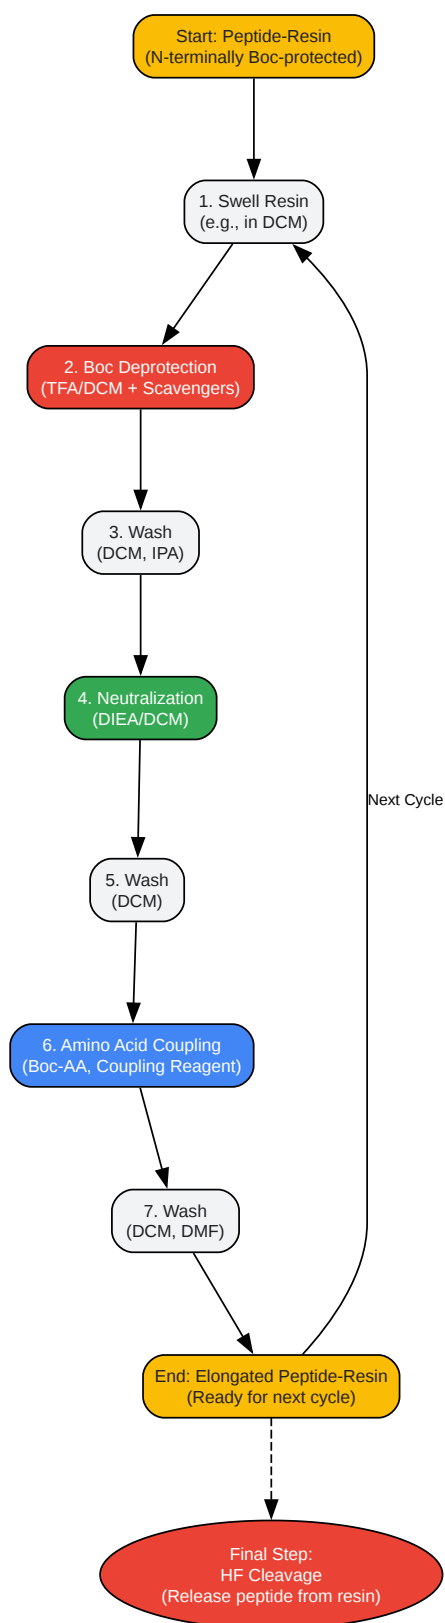 Start: Peptide-Resin
(N-terminally Boc-protected)
1. Swell Resin
(e.g., in DCM)
2. Boc Deprotection
(TFA/DCM + Scavengers)
3. Wash
(DCM, IPA)
4. Neutralization
(DIEA/DCM)
Next Cycle
5. Wash
(DCM)
6. Amino Acid Coupling
(Boc-AA, Coupling Reagent)
7. Wash
(DCM, DMF)
End: Elongated Peptide-Resin
(Ready for next cycle)
Final Step:
HF Cleavage
(Release peptide from resin)